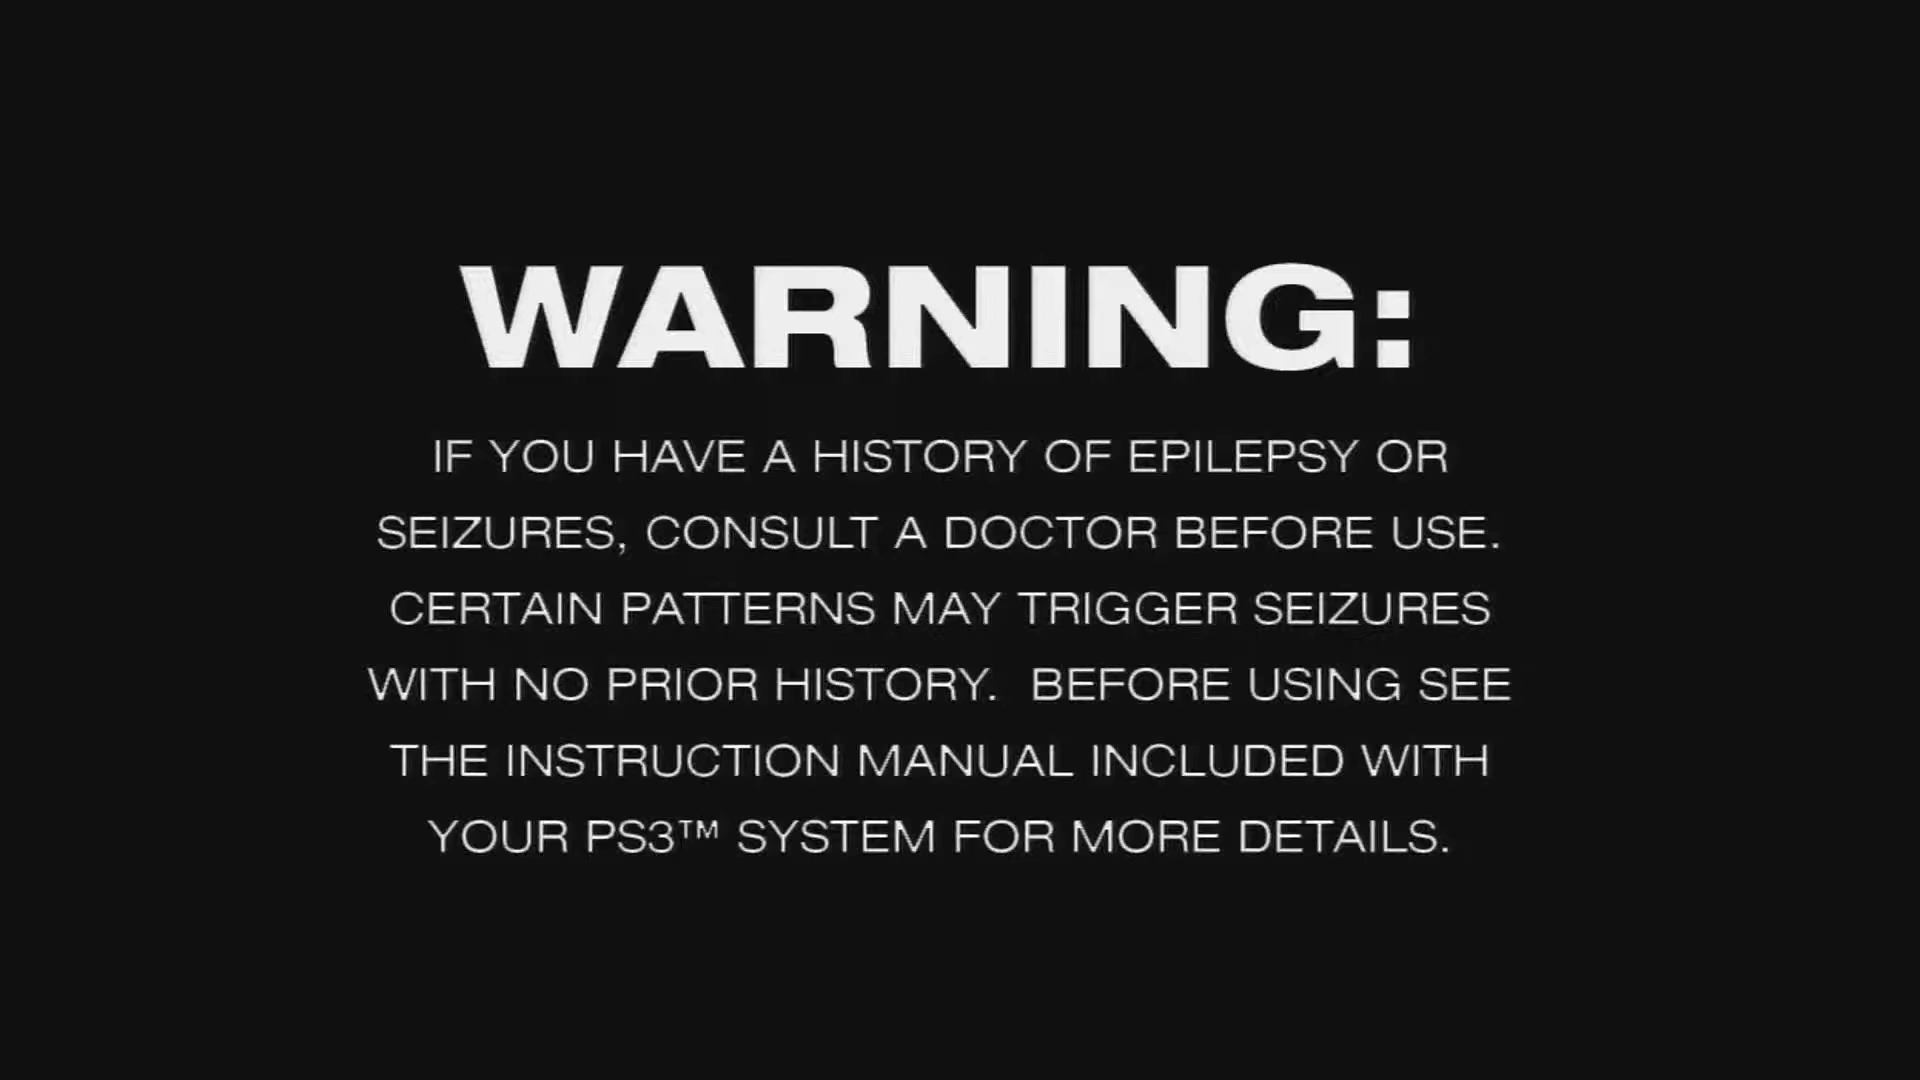 WARNING:
IF YOU HAVE A HISTORY OF EPILEPSY OR
SEIZURES, CONSULT A DOCTOR BEFORE USE.
CERTAIN PATTERNS MAY TRIGGER SEIZURES
WITH NO PRIOR HISTORY.  BEFORE USING SEE
THE INSTRUCTION MANUAL INCLUDED WITH
YOUR PS3™ SYSTEM FOR MORE DETAILS.